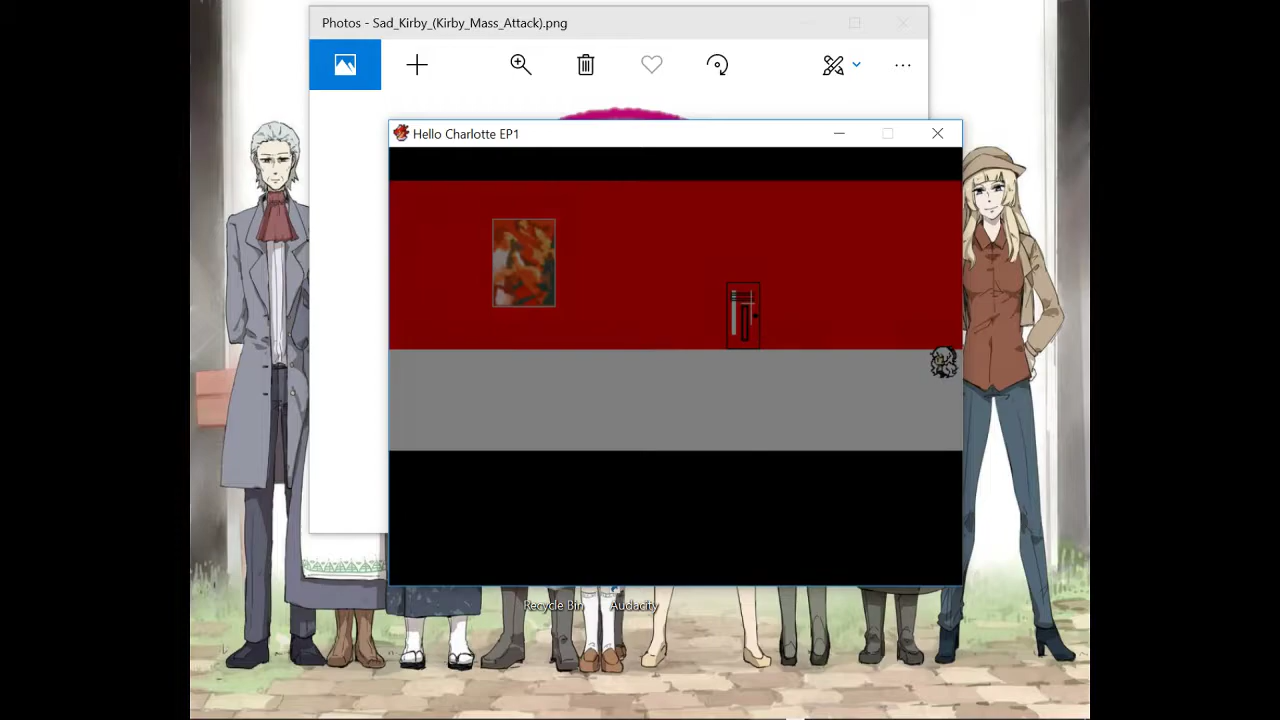 Photos - Sad_Kirby_(Kirby_Mass_Attack).png
Hello Charlotte EP1
Recycle Bin
Audacity